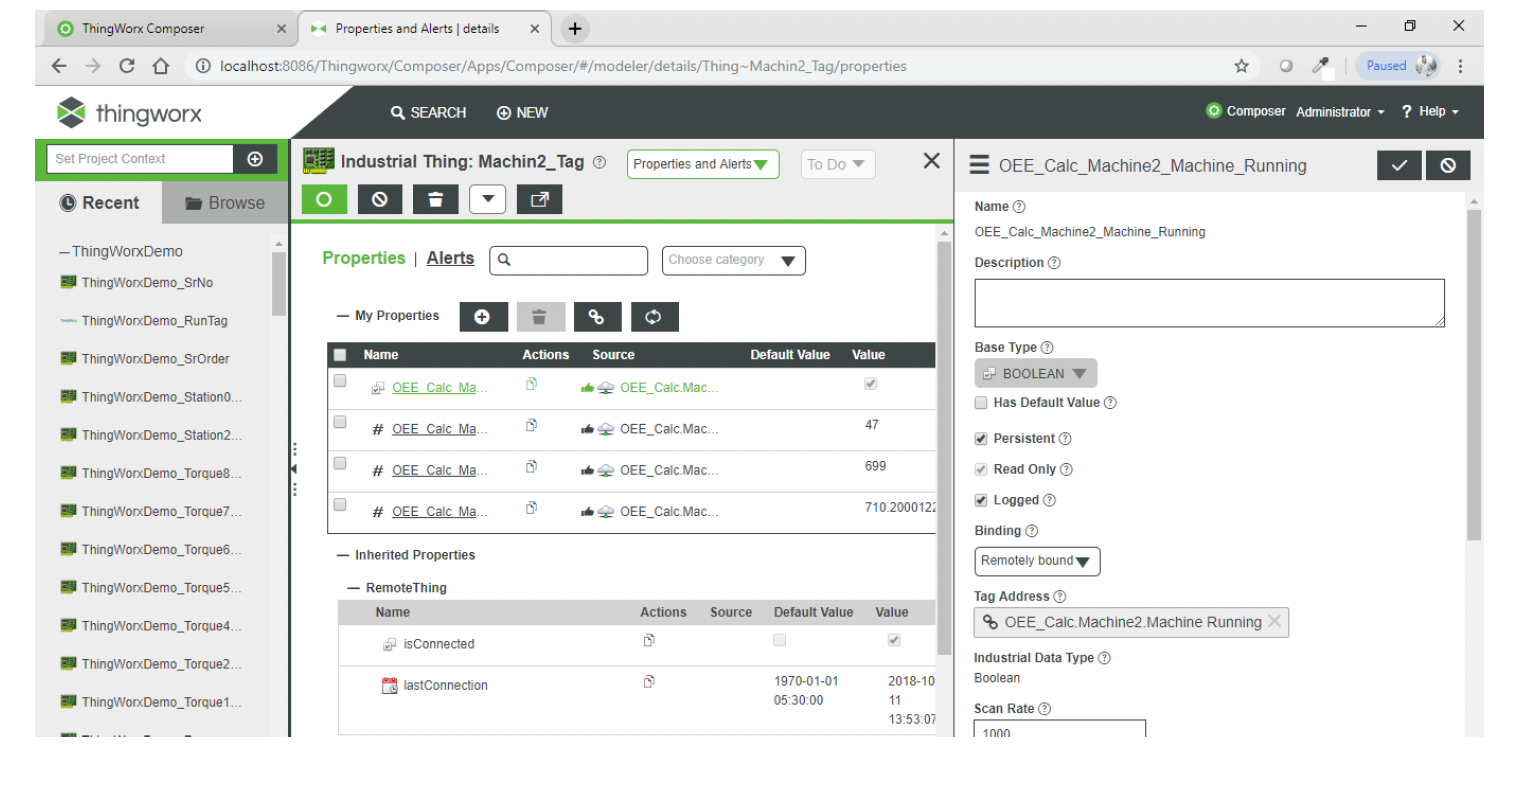 ThingWorx Composer
Properties and Alerts | details
localhost:8086/Thingworx/Composer/Apps/Composer/#/modeler/details/Thing~Machin2_Tag/properties
Paused
thingworx
SEARCH
NEW
Composer
Administrator
? Help
Set Project Context
Recent
Browse
ThingWorxDemo
ThingWorxDemo_SrNo
ThingWorxDemo_RunTag
ThingWorxDemo_SrOrder
ThingWorxDemo_Station0...
ThingWorxDemo_Station2...
ThingWorxDemo_Torque8...
ThingWorxDemo_Torque7...
ThingWorxDemo_Torque6...
ThingWorxDemo_Torque5...
ThingWorxDemo_Torque4...
ThingWorxDemo_Torque2...
ThingWorxDemo_Torque1...
Industrial Thing: Machin2_Tag
Properties and Alerts
To Do
Properties | Alerts
Choose category
My Properties
Name Actions Source Default Value Value
OEE_Calc_Ma... OEE_Calc.Mac...
# OEE_Calc_Ma... OEE_Calc.Mac... 47
# OEE_Calc_Ma... OEE_Calc.Mac... 699
# OEE_Calc_Ma... OEE_Calc.Mac... 710.2000122
Inherited Properties
RemoteThing
Name Actions Source Default Value Value
isConnected
lastConnection 1970-01-01 2018-10
05:30:00 11
13:53:07
OEE_Calc_Machine2_Machine_Running
Name
OEE_Calc_Machine2_Machine_Running
Description
Base Type
BOOLEAN
Has Default Value
Persistent
Read Only
Logged
Binding
Remotely bound
Tag Address
OEE_Calc.Machine2.Machine Running
Industrial Data Type
Boolean
Scan Rate
1000